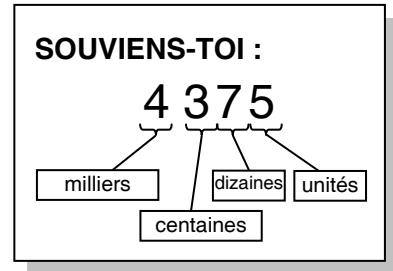 SOUVIENS-TOI :
4 375
milliers
dizaines
unités
centaines